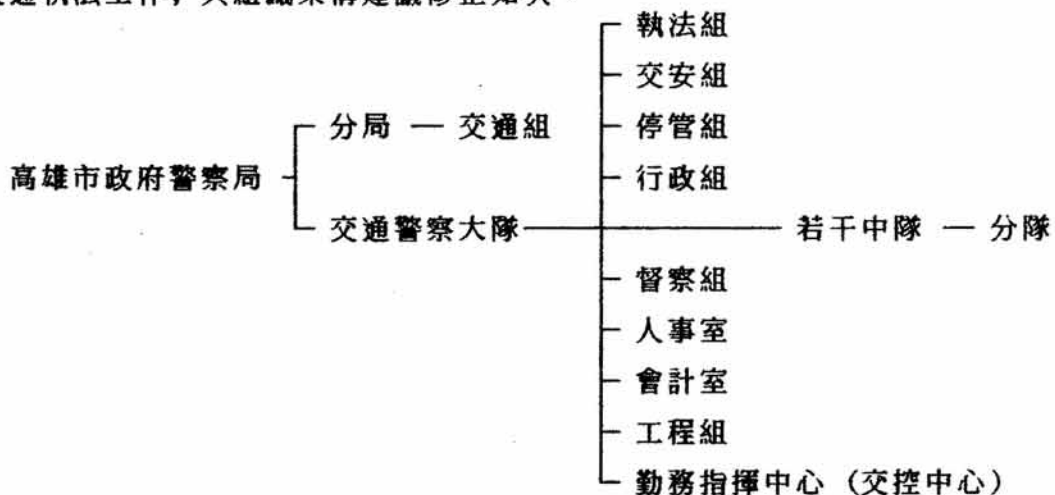 執法組
交安組
分局 — 交通組
停管組
高雄市政府警察局
行政組
交通警察大隊
若干中隊 — 分隊
督察組
人事室
會計室
工程組
勤務指揮中心（交控中心）